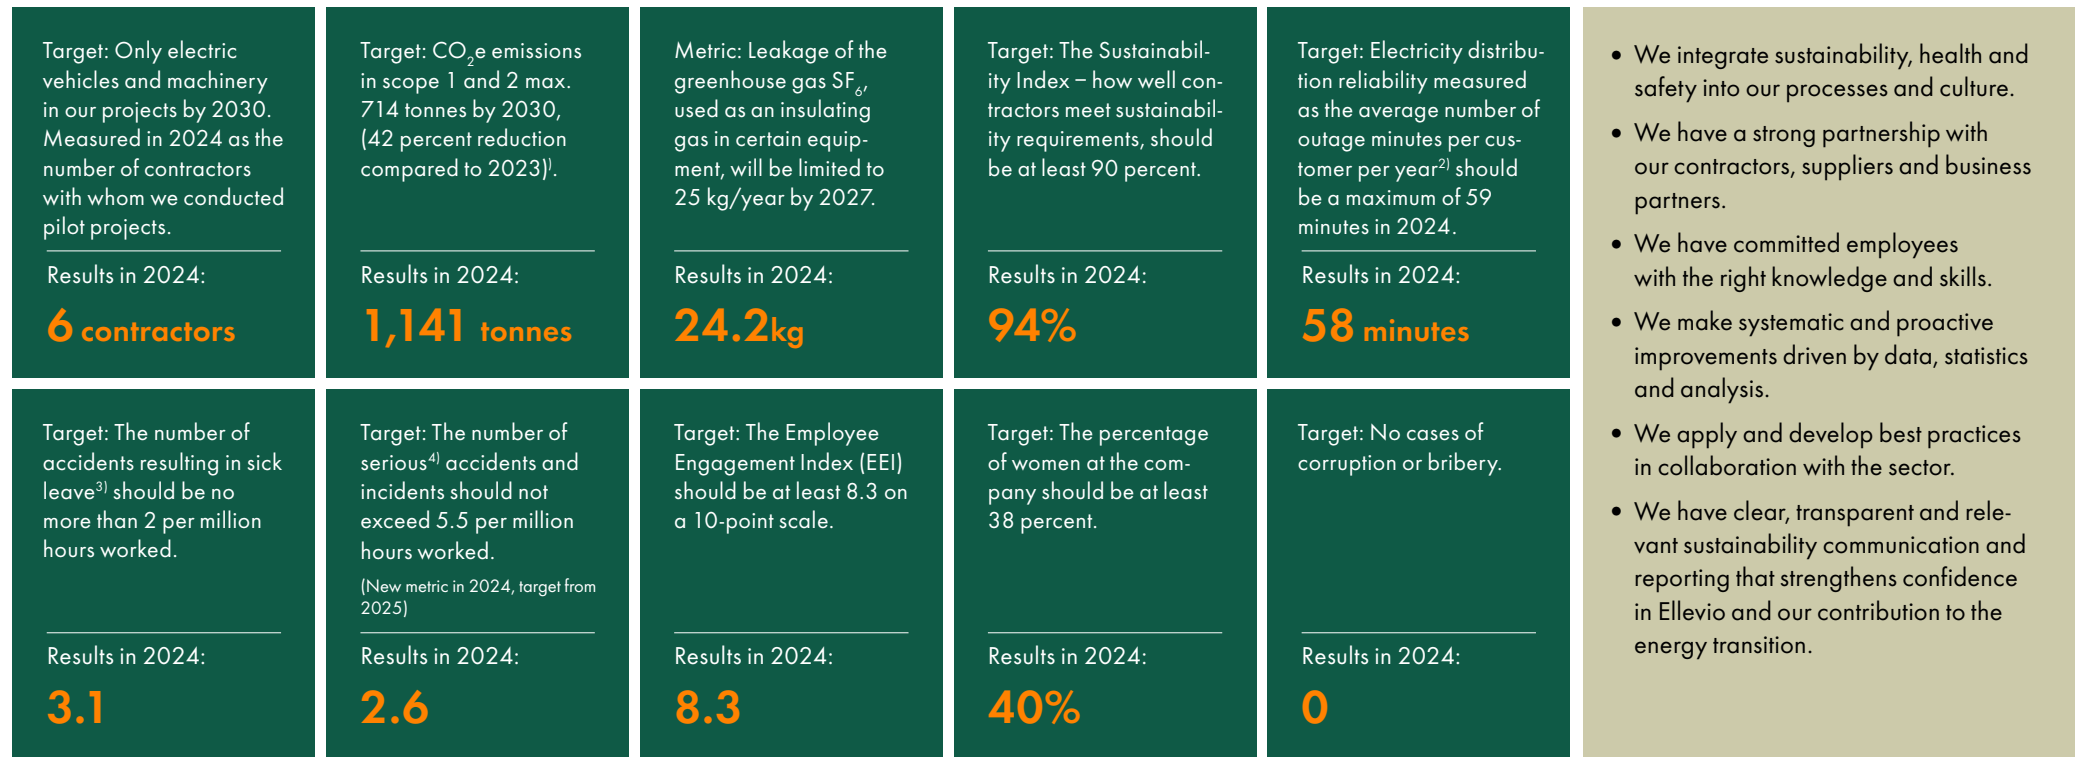 Target: Only electric
vehicles and machinery
in our projects by 2030.
Measured in 2024 as the
number of contractors
with whom we conducted
pilot projects.
Results in 2024:
6 contractors
Target: CO2e emissions
in scope 1 and 2 max.
714 tonnes by 2030,
(42 percent reduction
compared to 2023)¹⁾.
Results in 2024:
1,141 tonnes
Metric: Leakage of the
greenhouse gas SF6,
used as an insulating
gas in certain equip-
ment, will be limited to
25 kg/year by 2027.
Results in 2024:
24.2kg
Target: The Sustainabil-
ity Index – how well con-
tractors meet sustainabil-
ity requirements, should
be at least 90 percent.
Results in 2024:
94%
Target: Electricity distribu-
tion reliability measured
as the average number of
outage minutes per cus-
tomer per year²⁾ should
be a maximum of 59
minutes in 2024.
Results in 2024:
58 minutes
Target: The number of
accidents resulting in sick
leave³⁾ should be no
more than 2 per million
hours worked.
Results in 2024:
3.1
Target: The number of
serious⁴⁾ accidents and
incidents should not
exceed 5.5 per million
hours worked.
(New metric in 2024, target from
2025)
Results in 2024:
2.6
Target: The Employee
Engagement Index (EEI)
should be at least 8.3 on
a 10-point scale.
Results in 2024:
8.3
Target: The percentage
of women at the com-
pany should be at least
38 percent.
Results in 2024:
40%
Target: No cases of
corruption or bribery.
Results in 2024:
0
• We integrate sustainability, health and
safety into our processes and culture.
• We have a strong partnership with
our contractors, suppliers and business
partners.
• We have committed employees
with the right knowledge and skills.
• We make systematic and proactive
improvements driven by data, statistics
and analysis.
• We apply and develop best practices
in collaboration with the sector.
• We have clear, transparent and rele-
vant sustainability communication and
reporting that strengthens confidence
in Ellevio and our contribution to the
energy transition.